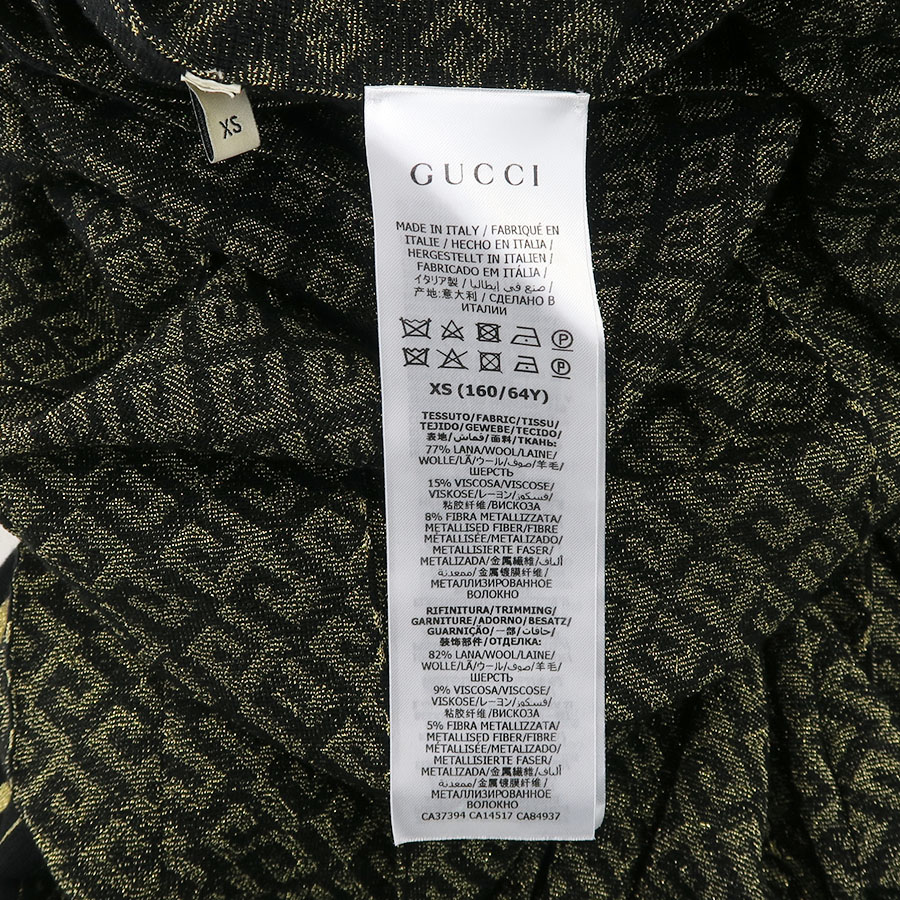 XS
GUCCI
MADE IN ITALY / FABRIQUÉ EN
ITALIE / HECHO EN ITALIA /
HERGESTELLT IN ITALIEN /
FABRICADO EM ITÁLIA /
イタリア製 / صنع في إيطاليا /
产地:意大利 / СДЕЛАНО В
ИТАЛИИ
P
P
XS (160/64Y)
TESSUTO/FABRIC/TISSU/
TEJIDO/GEWEBE/TECIDO/
表地/قماش/面料/ТКАНЬ:
77% LANA/WOOL/LAINE/
WOLLE/LÃ/ウール/صوف/羊毛/
ШЕРСТЬ
15% VISCOSA/VISCOSE/
VISKOSE/レーヨン/فسكوز/
粘胶纤维/ВИСКОЗА
8% FIBRA METALLIZZATA/
METALLISED FIBER/FIBRE
MÉTALLISÉE/METALIZADO/
METALLISIERTE FASER/
METALIZADA/金属繊維/ألياف
ممعدنة/金属镀膜纤维/
МЕТАЛЛИЗИРОВАННОЕ
ВОЛОКНО
RIFINITURA/TRIMMING/
GARNITURE/ADORNO/BESATZ/
GUARNIÇÃO/一部/حافات/
装饰部件/ОТДЕЛКА:
82% LANA/WOOL/LAINE/
WOLLE/LÃ/ウール/صوف/羊毛/
ШЕРСТЬ
9% VISCOSA/VISCOSE/
VISKOSE/レーヨン/فسكوز/
粘胶纤维/ВИСКОЗА
5% FIBRA METALLIZZATA/
METALLISED FIBER/FIBRE
MÉTALLISÉE/METALIZADO/
METALLISIERTE FASER/
METALIZADA/金属繊維/ألياف
ممعدنة/金属镀膜纤维/
МЕТАЛЛИЗИРОВАННОЕ
ВОЛОКНО
CA37394 CA14517 CA84937